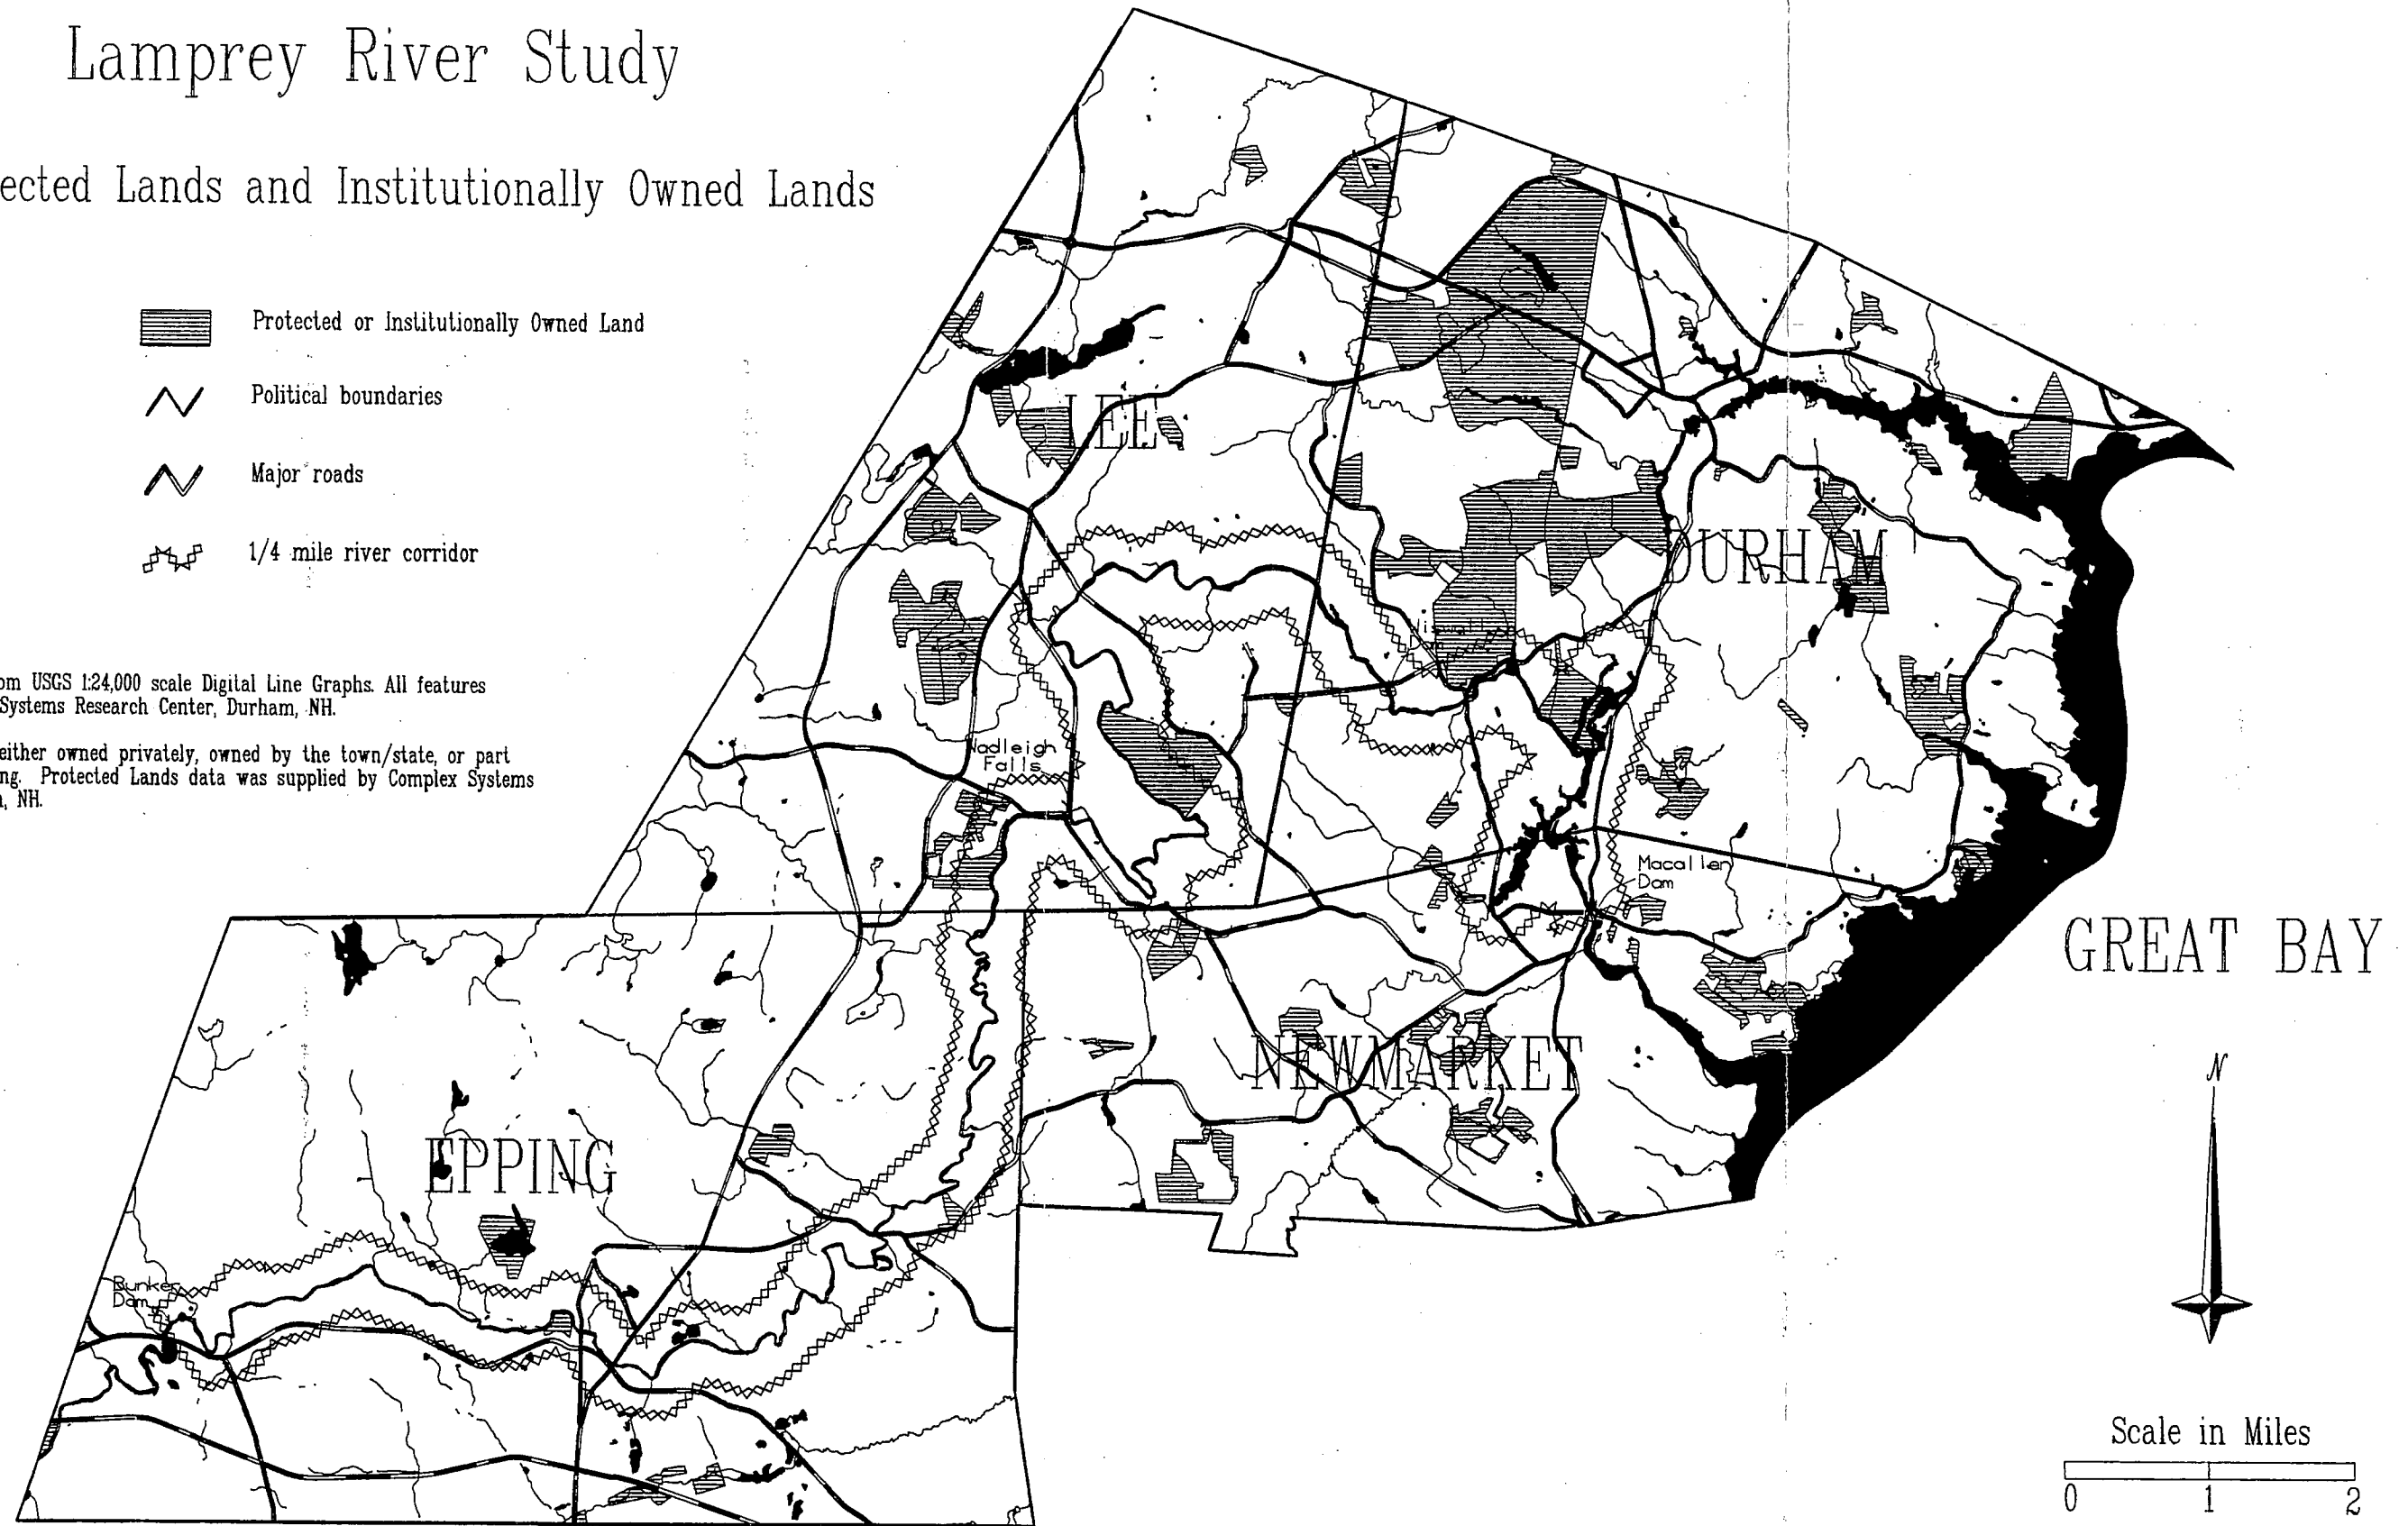 Lamprey River Study
ected Lands and Institutionally Owned Lands
Protected or Institutionally Owned Land
Political boundaries
Major roads
1/4 mile river corridor
om USGS 1:24,000 scale Digital Line Graphs. All features
Systems Research Center, Durham, NH.
either owned privately, owned by the town/state, or part
ng. Protected Lands data was supplied by Complex Systems
, NH.
LEE
DURHAM
Wadleigh
Falls
Macallen
Dam
GREAT BAY
NEWMARKET
EPPING
Bunker
Dam
N
Scale in Miles
0 1 2